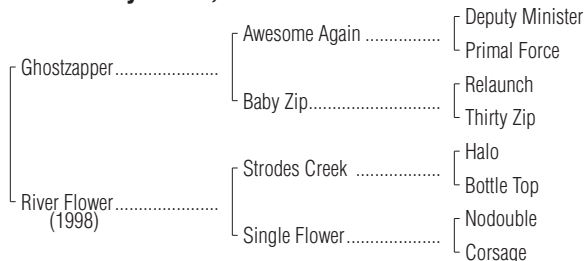 Deputy Minister
Awesome Again ................
Primal Force
Ghostzapper......................
Relaunch
Baby Zip............................
Thirty Zip
Halo
Strodes Creek ..................
Bottle Top
River Flower......................
(1998)
Nodouble
Single Flower....................
Corsage